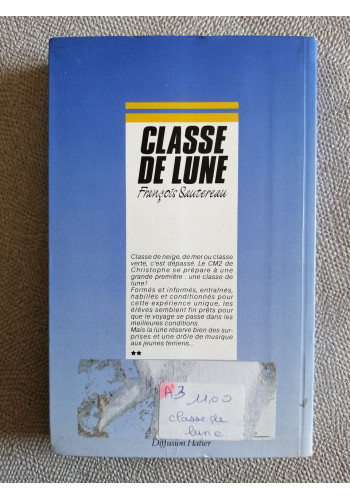 CLASSE
DE LUNE
François Sautereau
Classe de neige, de mer ou classe
verte, c'est dépassé. Le CM2 de
Christophe se prépare à une
grande première : une classe de
lune!
Formés et informés, entraînés,
habillés et conditionnés pour
cette expérience unique, les
élèves semblent fin prêts pour
que le voyage se passe dans les
meilleures conditions.
Mais la lune réserve bien des sur-
prises et une drôle de musique
aux jeunes terriens...
★★
A3 1,00
classe de
lune
Diffusion Hatier